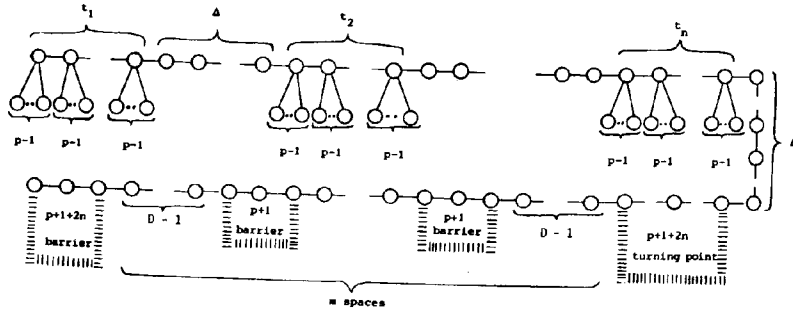 t1 Δ t2 tn
p-1 p-1 p-1 p-1 p-1 p-1 p-1 p-1 p-1
p+1+2n barrier
D - 1
p+1 barrier
p+1 barrier
D - 1
p+1+2n turning point
m spaces